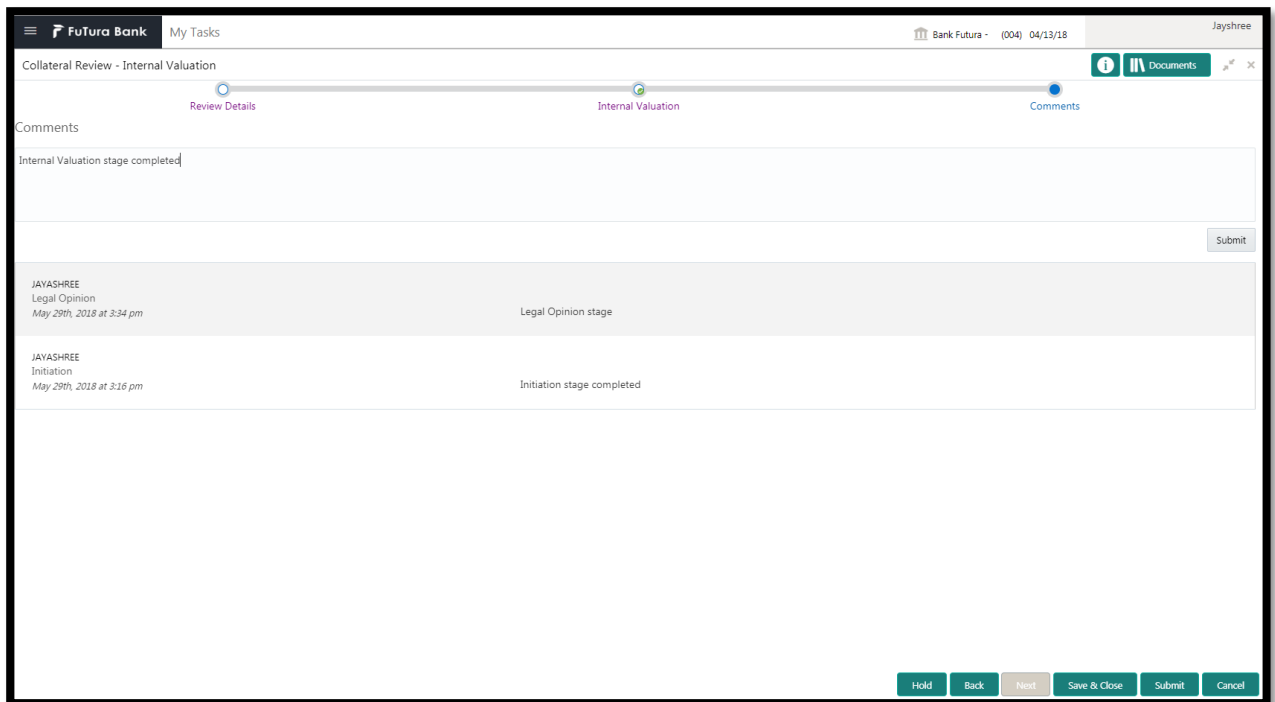 FuTura Bank My Tasks Bank Futura - (004) 04/13/18 Jayshree
Collateral Review - Internal Valuation i Documents
Review Details Internal Valuation Comments
Comments
Internal Valuation stage completed
Submit
JAYASHREE
Legal Opinion
May 29th, 2018 at 3:34 pm Legal Opinion stage
JAYASHREE
Initiation
May 29th, 2018 at 3:16 pm Initiation stage completed
Hold Back Next Save & Close Submit Cancel